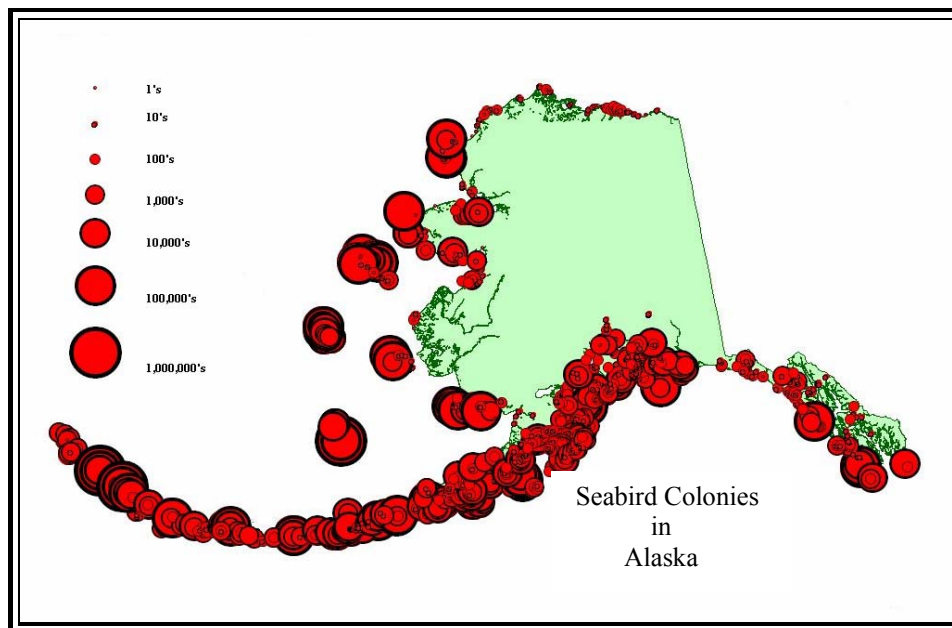 1's
10's
100's
1,000's
10,000's
100,000's
1,000,000's
Seabird Colonies
in
Alaska